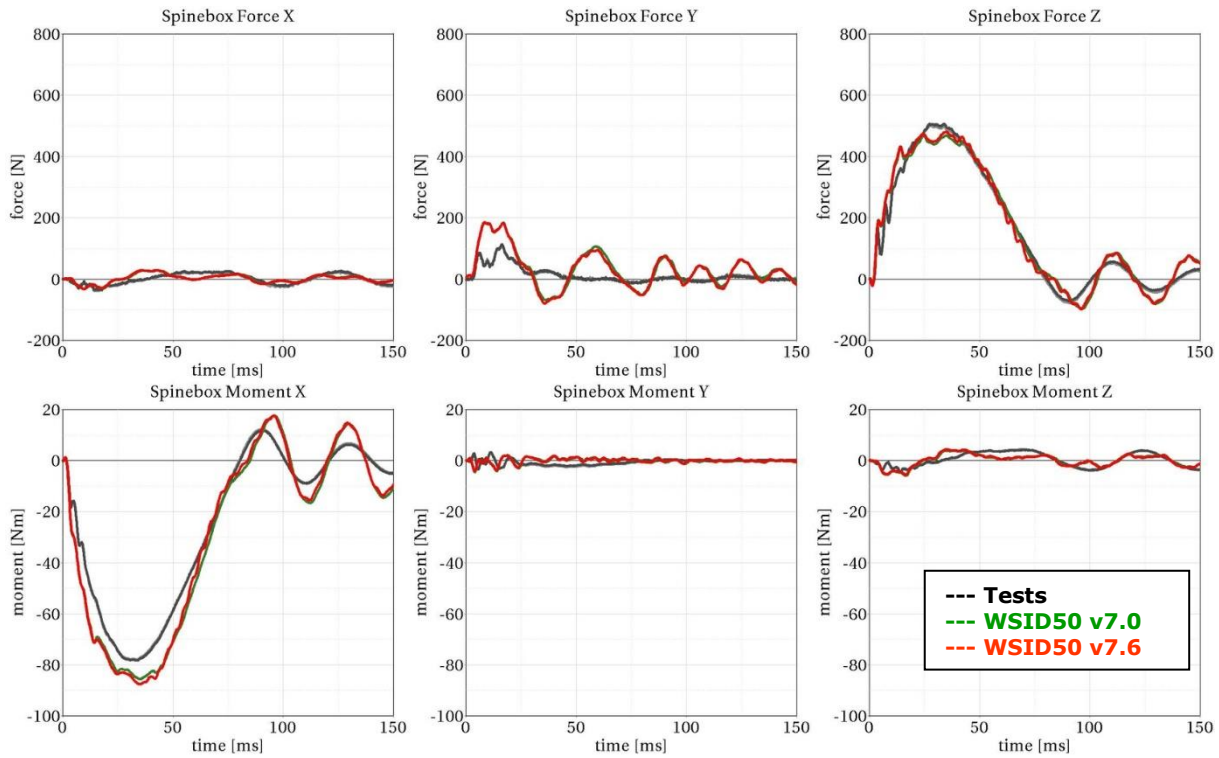 Spinebox Force X
800
600
400
200
0
-200
force [N]
0 50 100 150
time [ms]
Spinebox Force Y
800
600
400
200
0
-200
force [N]
0 50 100 150
time [ms]
Spinebox Force Z
800
600
400
200
0
-200
force [N]
0 50 100 150
time [ms]
Spinebox Moment X
20
0
-20
-40
-60
-80
-100
moment [Nm]
0 50 100 150
time [ms]
Spinebox Moment Y
20
0
-20
-40
-60
-80
-100
moment [Nm]
0 50 100 150
time [ms]
Spinebox Moment Z
20
0
-20
-40
-60
-80
-100
moment [Nm]
0 50 100 150
time [ms]
--- Tests
--- WSID50 v7.0
--- WSID50 v7.6